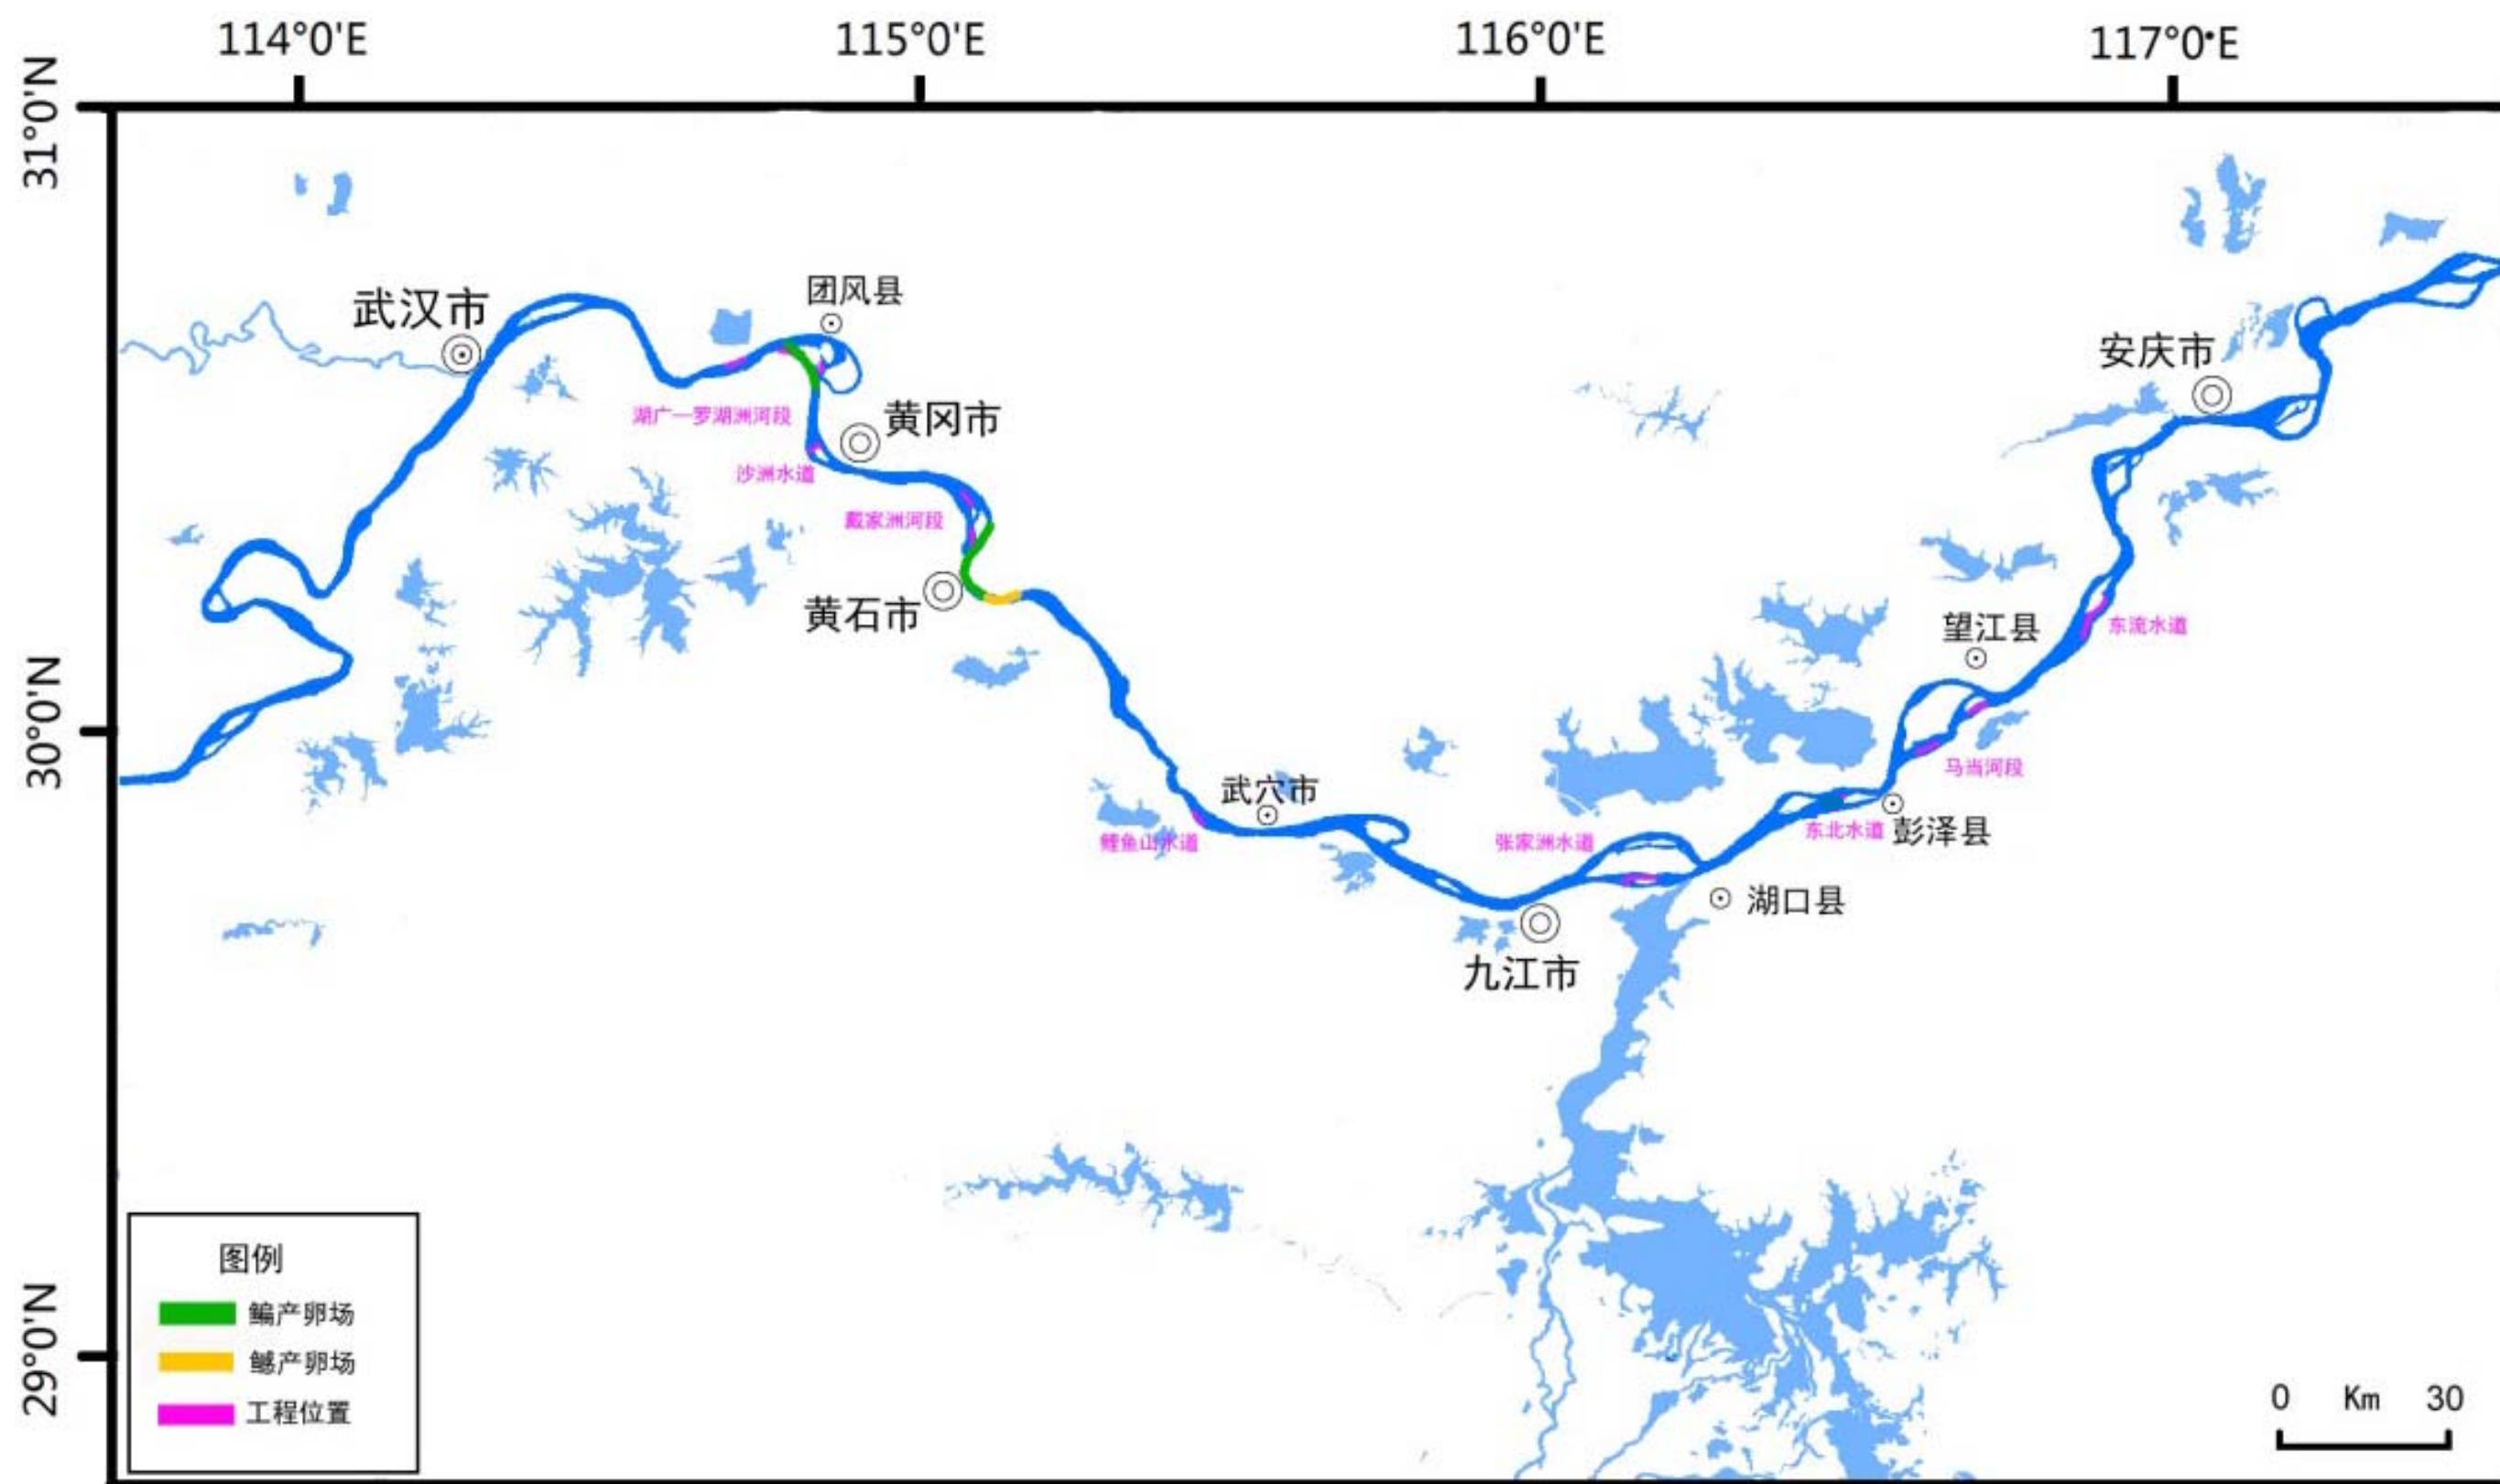 114°0'E
115°0'E
116°0'E
117°0'E
31°0'N
30°0'N
29°0'N
武汉市
团风县
湖广—罗湖洲河段
黄冈市
沙洲水道
戴家洲河段
黄石市
安庆市
望江县
东流水道
马当河段
武穴市
鲤鱼山水道
张家洲水道
东北水道
彭泽县
湖口县
九江市
图例
鳊产卵场
鳡产卵场
工程位置
0 Km 30